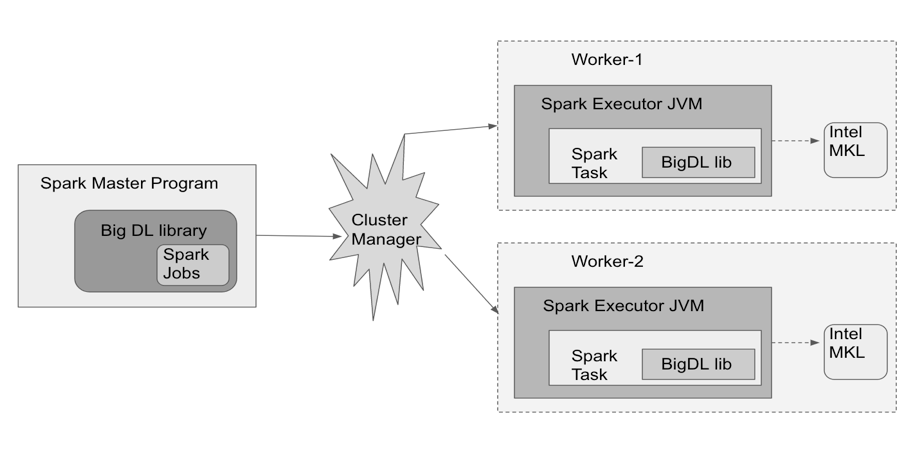 Spark Master Program
Big DL library
Spark
Jobs
Cluster
Manager
Worker-1
Spark Executor JVM
Spark
Task
BigDL lib
Intel
MKL
Worker-2
Spark Executor JVM
Spark
Task
BigDL lib
Intel
MKL